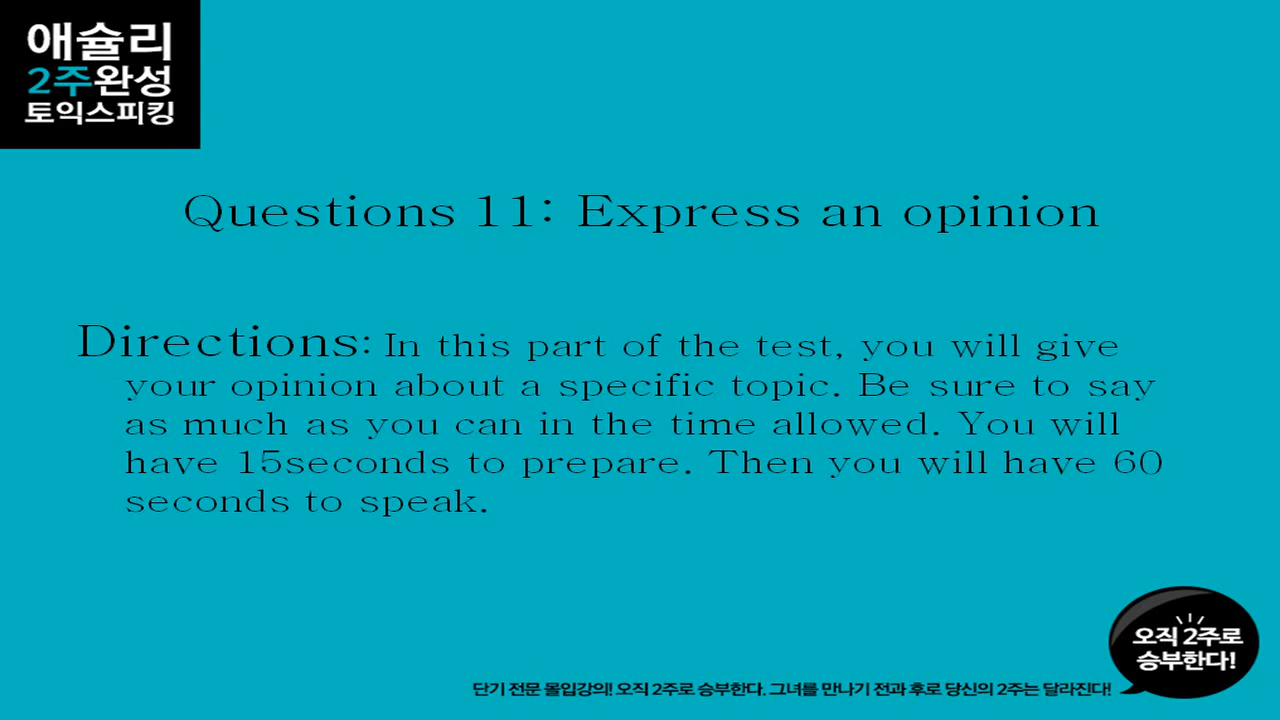 애슐리
2주완성
토익스피킹
Questions 11: Express an opinion
Directions: In this part of the test, you will give
your opinion about a specific topic. Be sure to say
as much as you can in the time allowed. You will
have 15seconds to prepare. Then you will have 60
seconds to speak.
오직 2주로
승부한다!
단기 전문 몰입강의! 오직 2주로 승부한다. 그녀를 만나기 전과 후로 당신의 2주는 달라진다!